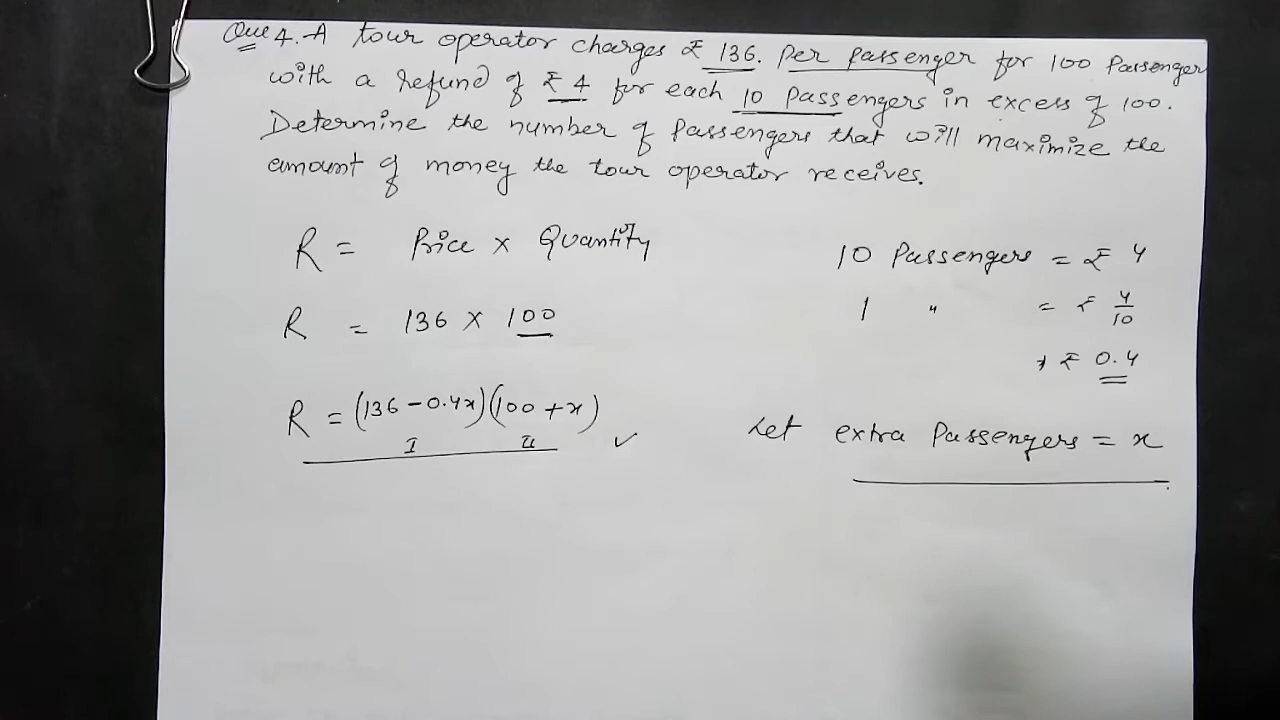 Que 4. A tour operator charges ₹ 136. Per passenger for 100 Passenger
with a refund of ₹ 4 for each 10 Passengers in excess of 100.
Determine the number of Passengers that will maximize the
amount of money the tour operator receives.
R = Price × Quantity
R = 136 × 100
R = (136 - 0.4x)(100 + x) ✓
I II
10 Passengers = ₹ 4
1 " = ₹ 4/10
₹ 0.4
Let extra Passengers = x